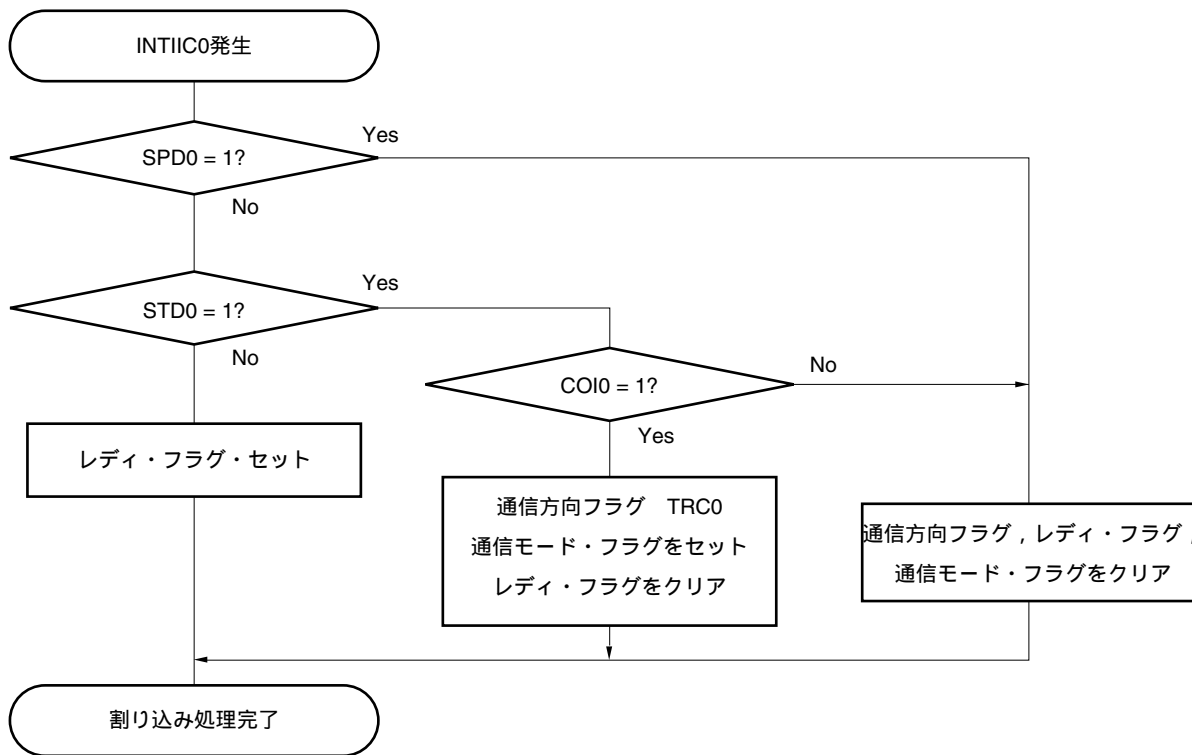 INTIIC0発生
Yes
SPD0 = 1?
No
Yes
STD0 = 1?
No
COI0 = 1?
No
Yes
レディ・フラグ・セット
通信方向フラグ　TRC0
通信モード・フラグをセット
レディ・フラグをクリア
通信方向フラグ，レディ・フラグ，
通信モード・フラグをクリア
割り込み処理完了